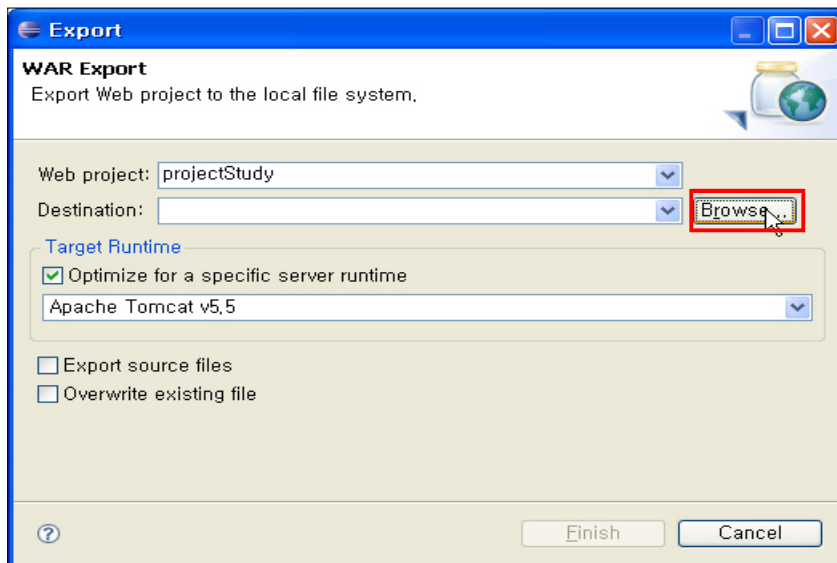 Export
WAR Export
Export Web project to the local file system.
Web project: projectStudy
Destination: Browse...
Target Runtime
Optimize for a specific server runtime
Apache Tomcat v5.5
Export source files
Overwrite existing file
Finish Cancel